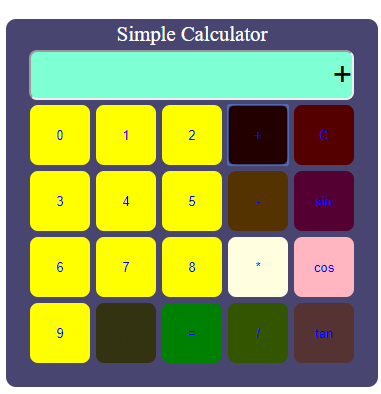 Simple Calculator
+
0 1 2 + C
3 4 5 - sin
6 7 8 * cos
9 = / tan